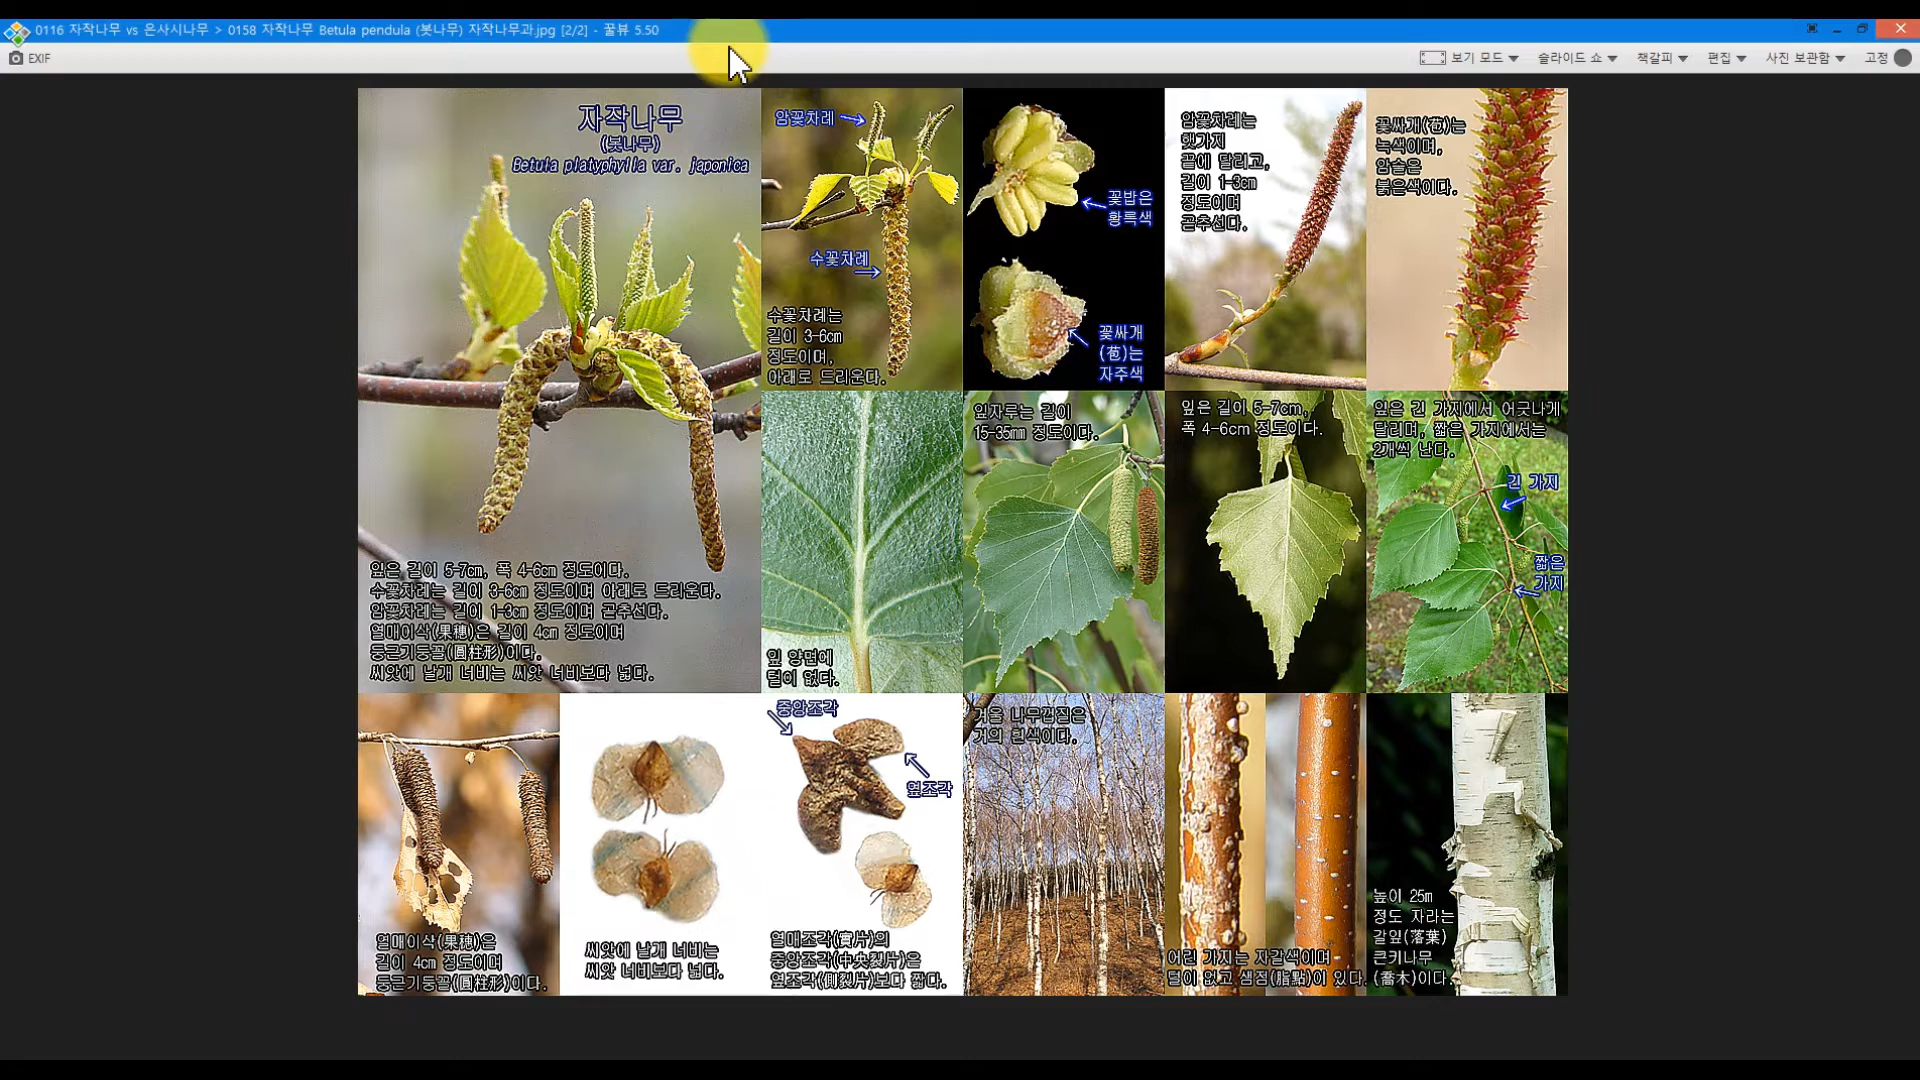 0116 자작나무 vs 은사시나무 > 0158 자작나무 Betula pendula (봇나무) 자작나무과.jpg [2/2] - 꿀뷰 5.50
EXIF
보기 모드
슬라이드 쇼
책갈피
편집
사진 보관함
고정
자작나무
(봇나무)
Betula platyphylla var. japonica
잎은 길이 5-7cm, 폭 4-6cm 정도이다.
수꽃차례는 길이 3-6cm 정도이며 아래로 드리운다.
암꽃차례는 길이 1-3cm 정도이며 곧추선다.
열매이삭(果穗)은 길이 4cm 정도이며
둥근기둥꼴(圓柱形)이다.
씨앗에 날개 너비는 씨앗 너비보다 넓다.
암꽃차례
수꽃차례
수꽃차례는
길이 3-6cm
정도이며,
아래로 드리운다.
꽃밥은
황록색
꽃싸개
(苞)는
자주색
암꽃차례는
햇가지
끝에 달리고,
길이 1-3cm
정도이며
곧추선다.
꽃싸개(苞)는
녹색이며,
암술은
붉은색이다.
잎 양면에
털이 없다.
잎자루는 길이
15-35mm 정도이다.
잎은 길이 5-7cm,
폭 4-6cm 정도이다.
잎은 긴 가지에서 어긋나게
달리며, 짧은 가지에서는
2개씩 난다.
긴 가지
짧은
가지
열매이삭(果穗)은
길이 4cm 정도이며
둥근기둥꼴(圓柱形)이다.
씨앗에 날개 너비는
씨앗 너비보다 넓다.
중앙조각
옆조각
열매조각(實片)의
중앙조각(中央裂片)은
옆조각(側裂片)보다 짧다.
겨울 나무껍질은
거의 흰색이다.
어린 가지는 자갈색이며
털이 없고 샘점(脂點)이 있다.
높이 25m
정도 자라는
갈잎(落葉)
큰키나무
(喬木)이다.